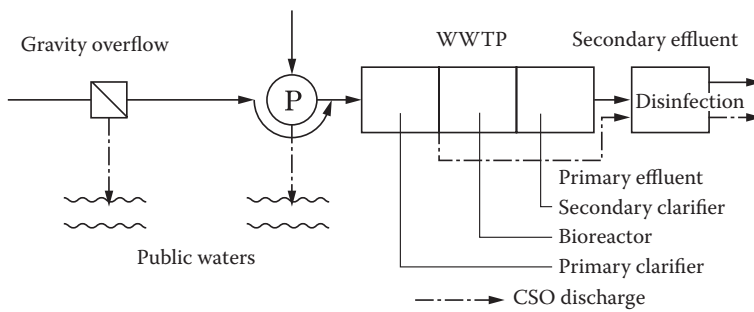 Gravity overflow
WWTP
Secondary effluent
P
Disinfection
Primary effluent
Secondary clarifier
Bioreactor
Public waters
Primary clarifier
CSO discharge